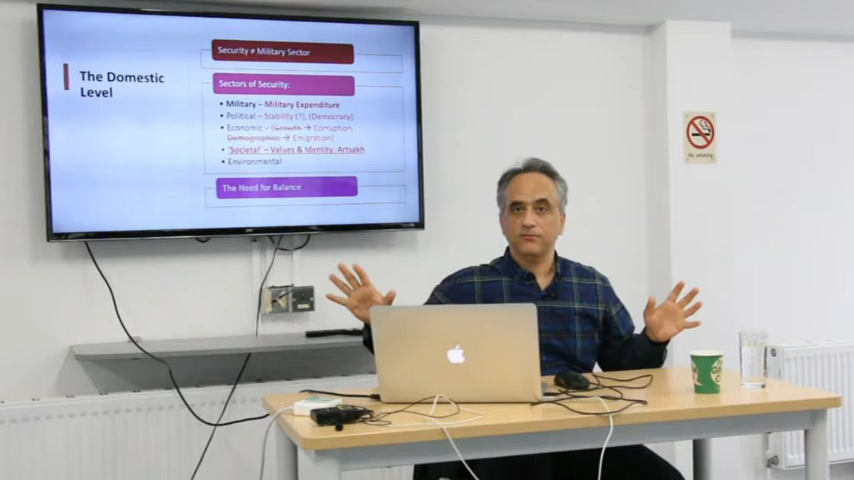 The Domestic
Level
Security ≠ Military Sector
Sectors of Security:
• Military – Military Expenditure
• Political – Stability (?), (Democracy)
• Economic – (Growth → Corruption,
Demographics → Emigration)
• 'Societal' – Values & Identity: Artsakh
• Environmental
The Need for Balance
No smoking